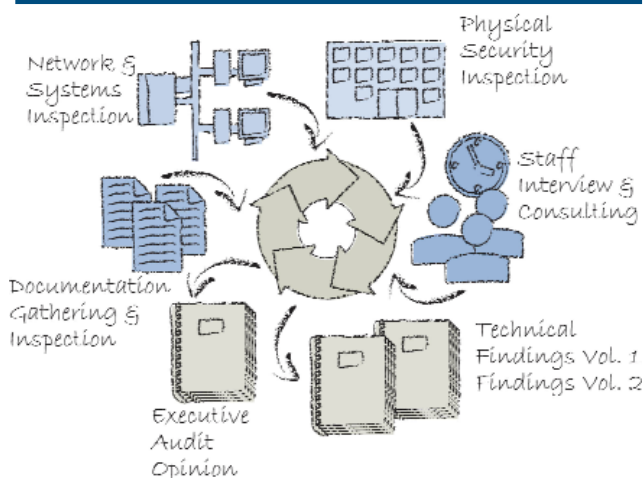 Network &
Systems
Inspection
Physical
Security
Inspection
Staff
Interview &
Consulting
Documentation
Gathering &
Inspection
Executive
Audit
Opinion
Technical
Findings Vol. 1
Findings Vol. 2